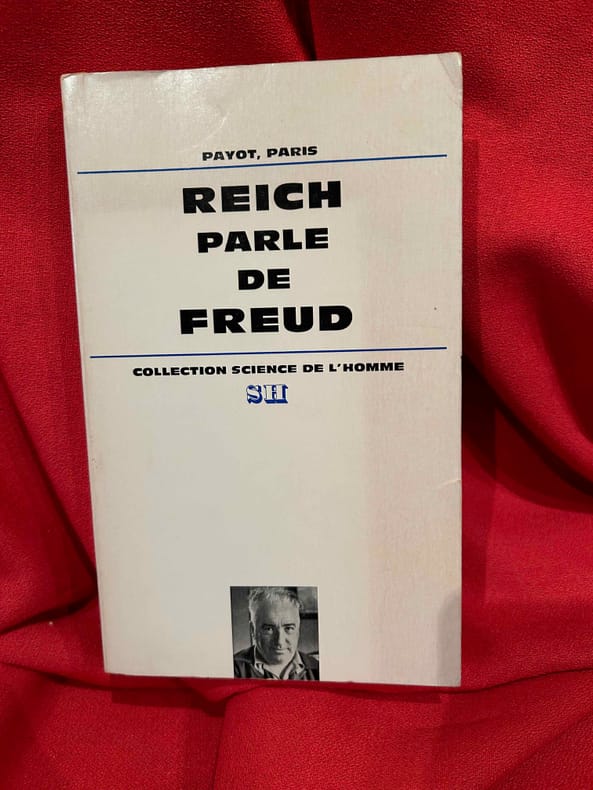 PAYOT, PARIS
REICH
PARLE
DE
FREUD
COLLECTION SCIENCE DE L'HOMME
SH